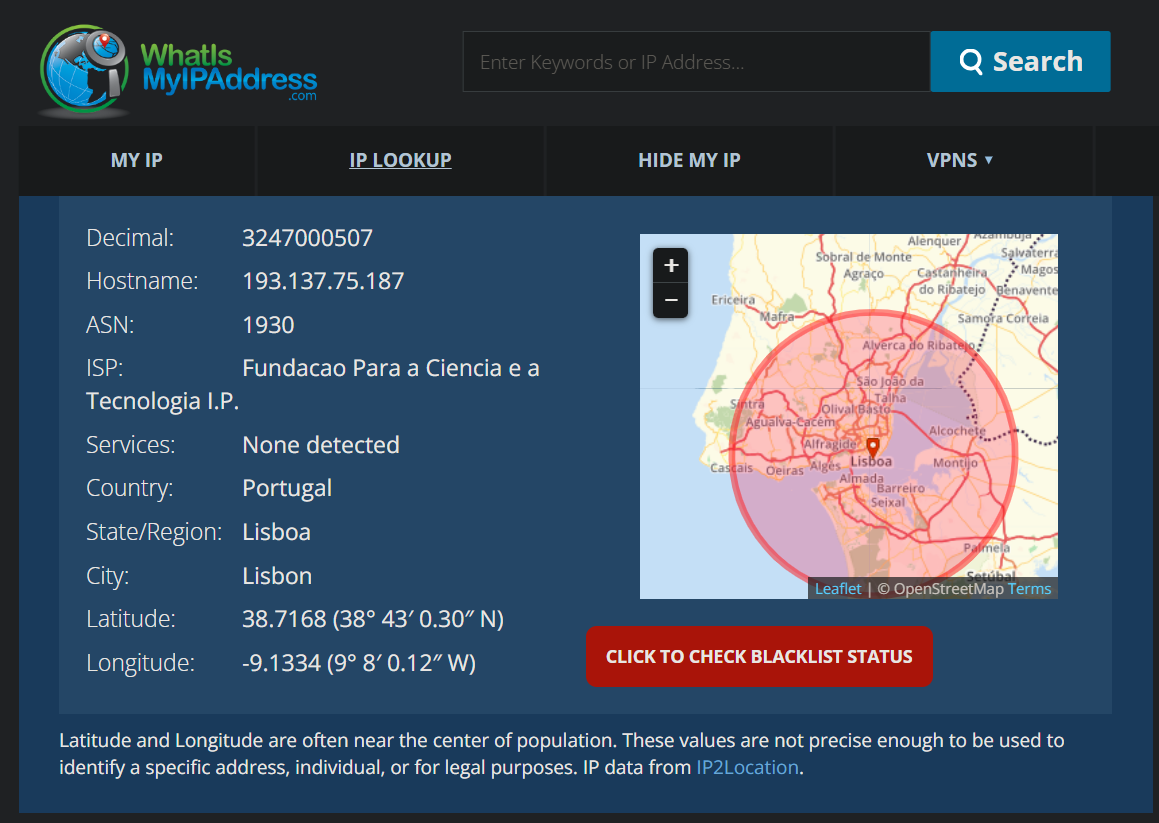 WhatIs
MyIPAddress
.com
Enter Keywords or IP Address...
Search
MY IP
IP LOOKUP
HIDE MY IP
VPNS ▾
Decimal: 3247000507
Hostname: 193.137.75.187
ASN: 1930
ISP: Fundacao Para a Ciencia e a
Tecnologia I.P.
Services: None detected
Country: Portugal
State/Region: Lisboa
City: Lisbon
Latitude: 38.7168 (38° 43′ 0.30″ N)
Longitude: -9.1334 (9° 8′ 0.12″ W)
+
−
Azambuja
Alenquer
Salvaterra
Sobral de Monte
Agraço
Magos
Castanheira
do Ribatejo
Benavente
Ericeira
Mafra
Samora Correia
Alverca do Ribatejo
São João da
Talha
Sintra
Olival Basto
Agualva-Cacém
Alcochete
Alfragide
Lisboa
Cascais
Oeiras
Algés
Montijo
Almada
Barreiro
Seixal
Palmela
Setúbal
Leaflet | © OpenStreetMap Terms
CLICK TO CHECK BLACKLIST STATUS
Latitude and Longitude are often near the center of population. These values are not precise enough to be used to
identify a specific address, individual, or for legal purposes. IP data from IP2Location.